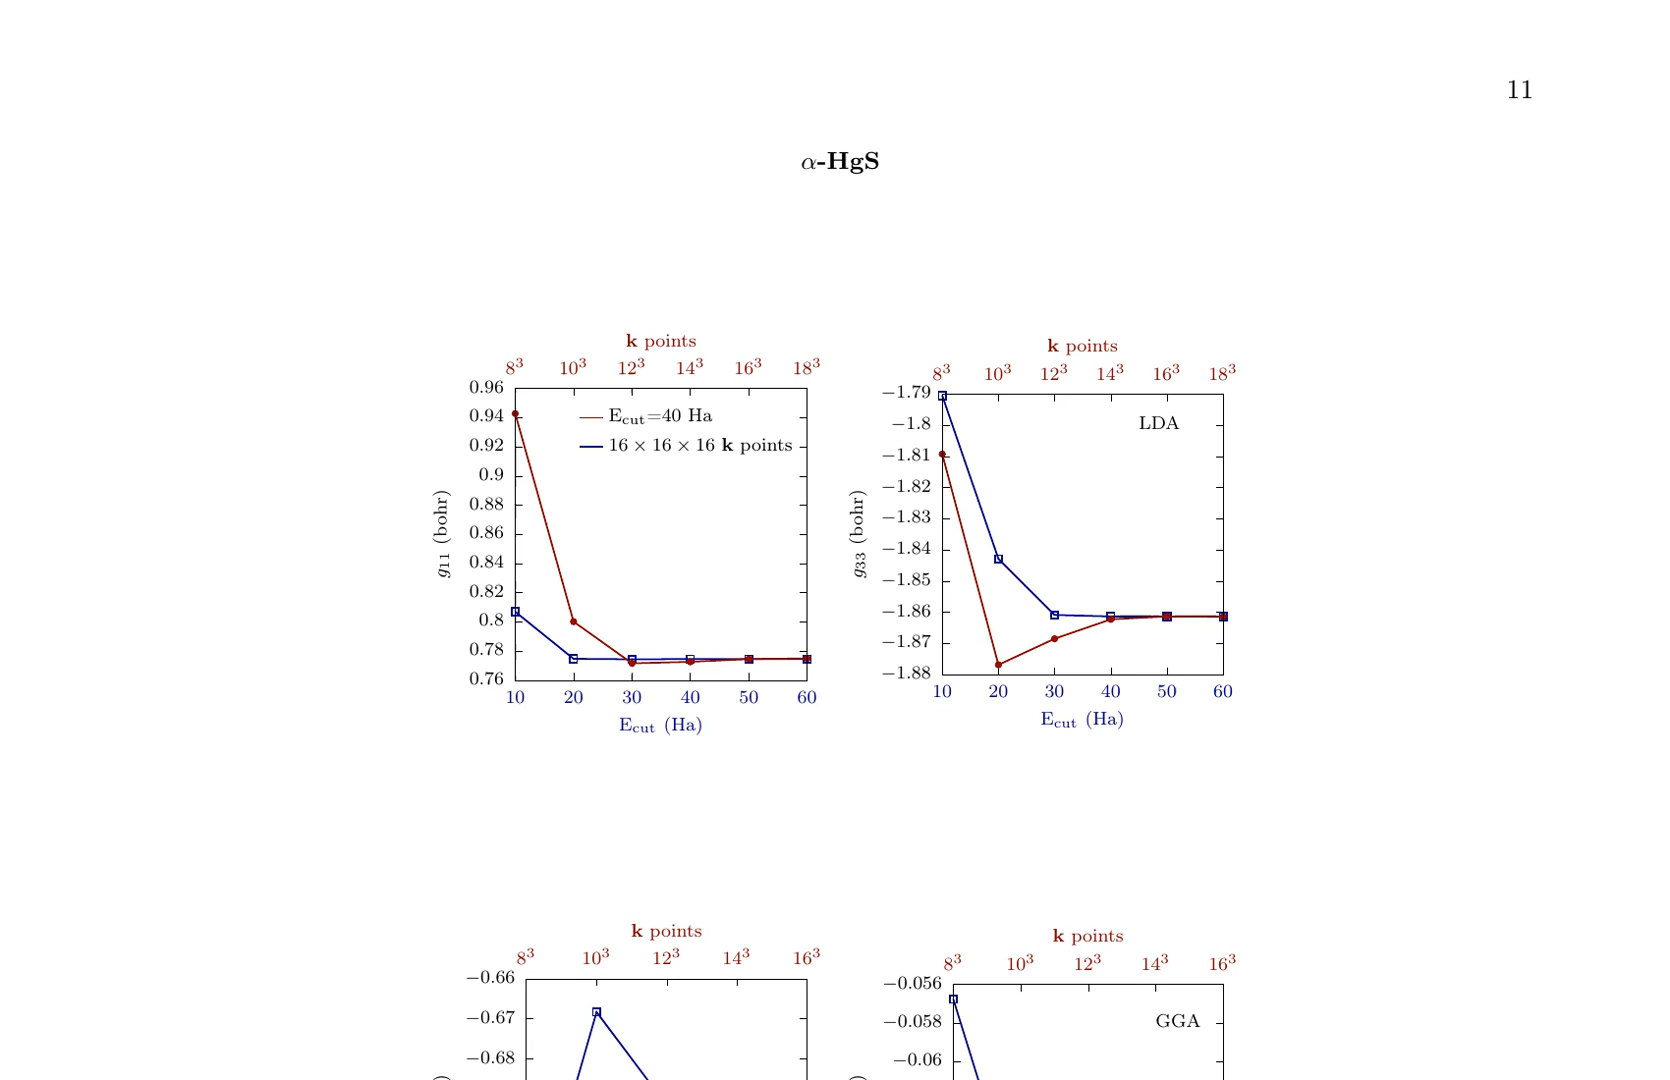 11
α-HgS
k points
8³ 10³ 12³ 14³ 16³ 18³
0.96
0.94
0.92
0.9
0.88
0.86
0.84
0.82
0.8
0.78
0.76
g₁₁ (bohr)
E_cut=40 Ha
16 × 16 × 16 k points
10 20 30 40 50 60
E_cut (Ha)
k points
8³ 10³ 12³ 14³ 16³ 18³
−1.79
−1.8
−1.81
−1.82
−1.83
−1.84
−1.85
−1.86
−1.87
−1.88
g₃₃ (bohr)
LDA
10 20 30 40 50 60
E_cut (Ha)
k points
8³ 10³ 12³ 14³ 16³
−0.66
−0.67
−0.68
k points
8³ 10³ 12³ 14³ 16³
−0.056
−0.058
−0.06
GGA